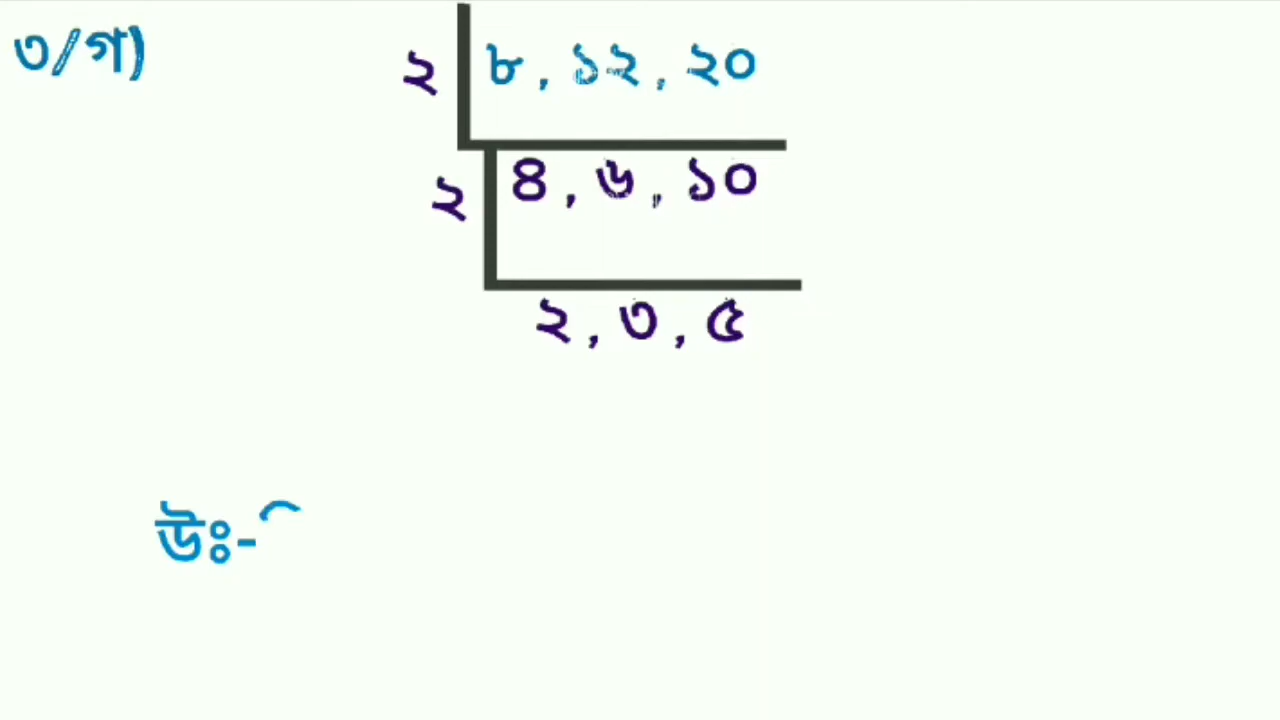 ৩/গ)
২ ৮, ১২, ২০
২ ৪, ৬, ১০
২, ৩, ৫
উঃ-